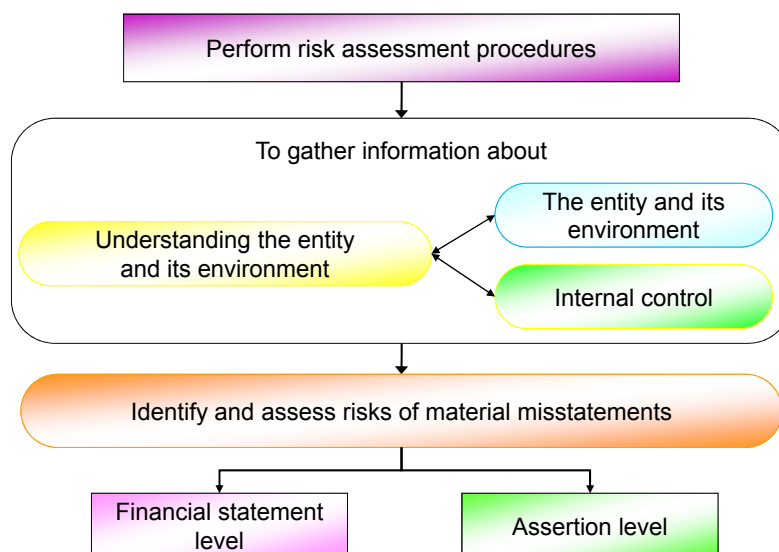 Perform risk assessment procedures
To gather information about
The entity and its
environment
Understanding the entity
and its environment
Internal control
Identify and assess risks of material misstatements
Financial statement
level
Assertion level